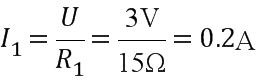 I₁ = U/R₁ = 3V/15Ω = 0.2A